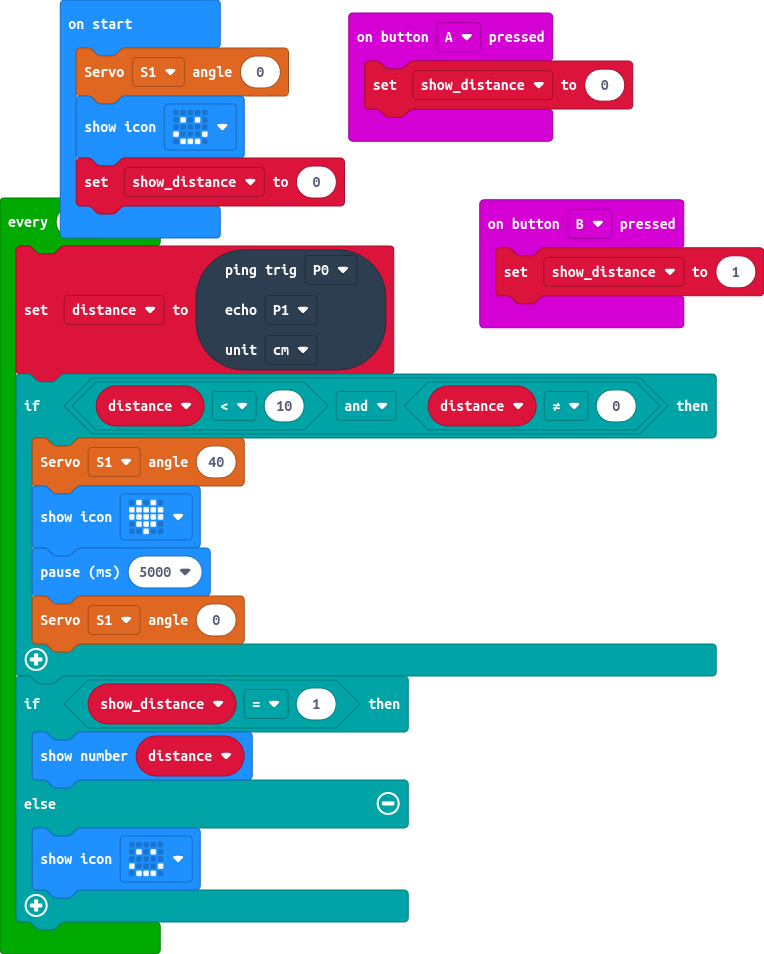 on start
Servo S1 angle 0
show icon
set show_distance to 0
on button A pressed
set show_distance to 0
on button B pressed
set show_distance to 1
every
set distance to ping trig P0
echo P1
unit cm
if distance < 10 and distance ≠ 0 then
Servo S1 angle 40
show icon
pause (ms) 5000
Servo S1 angle 0
if show_distance = 1 then
show number distance
else
show icon